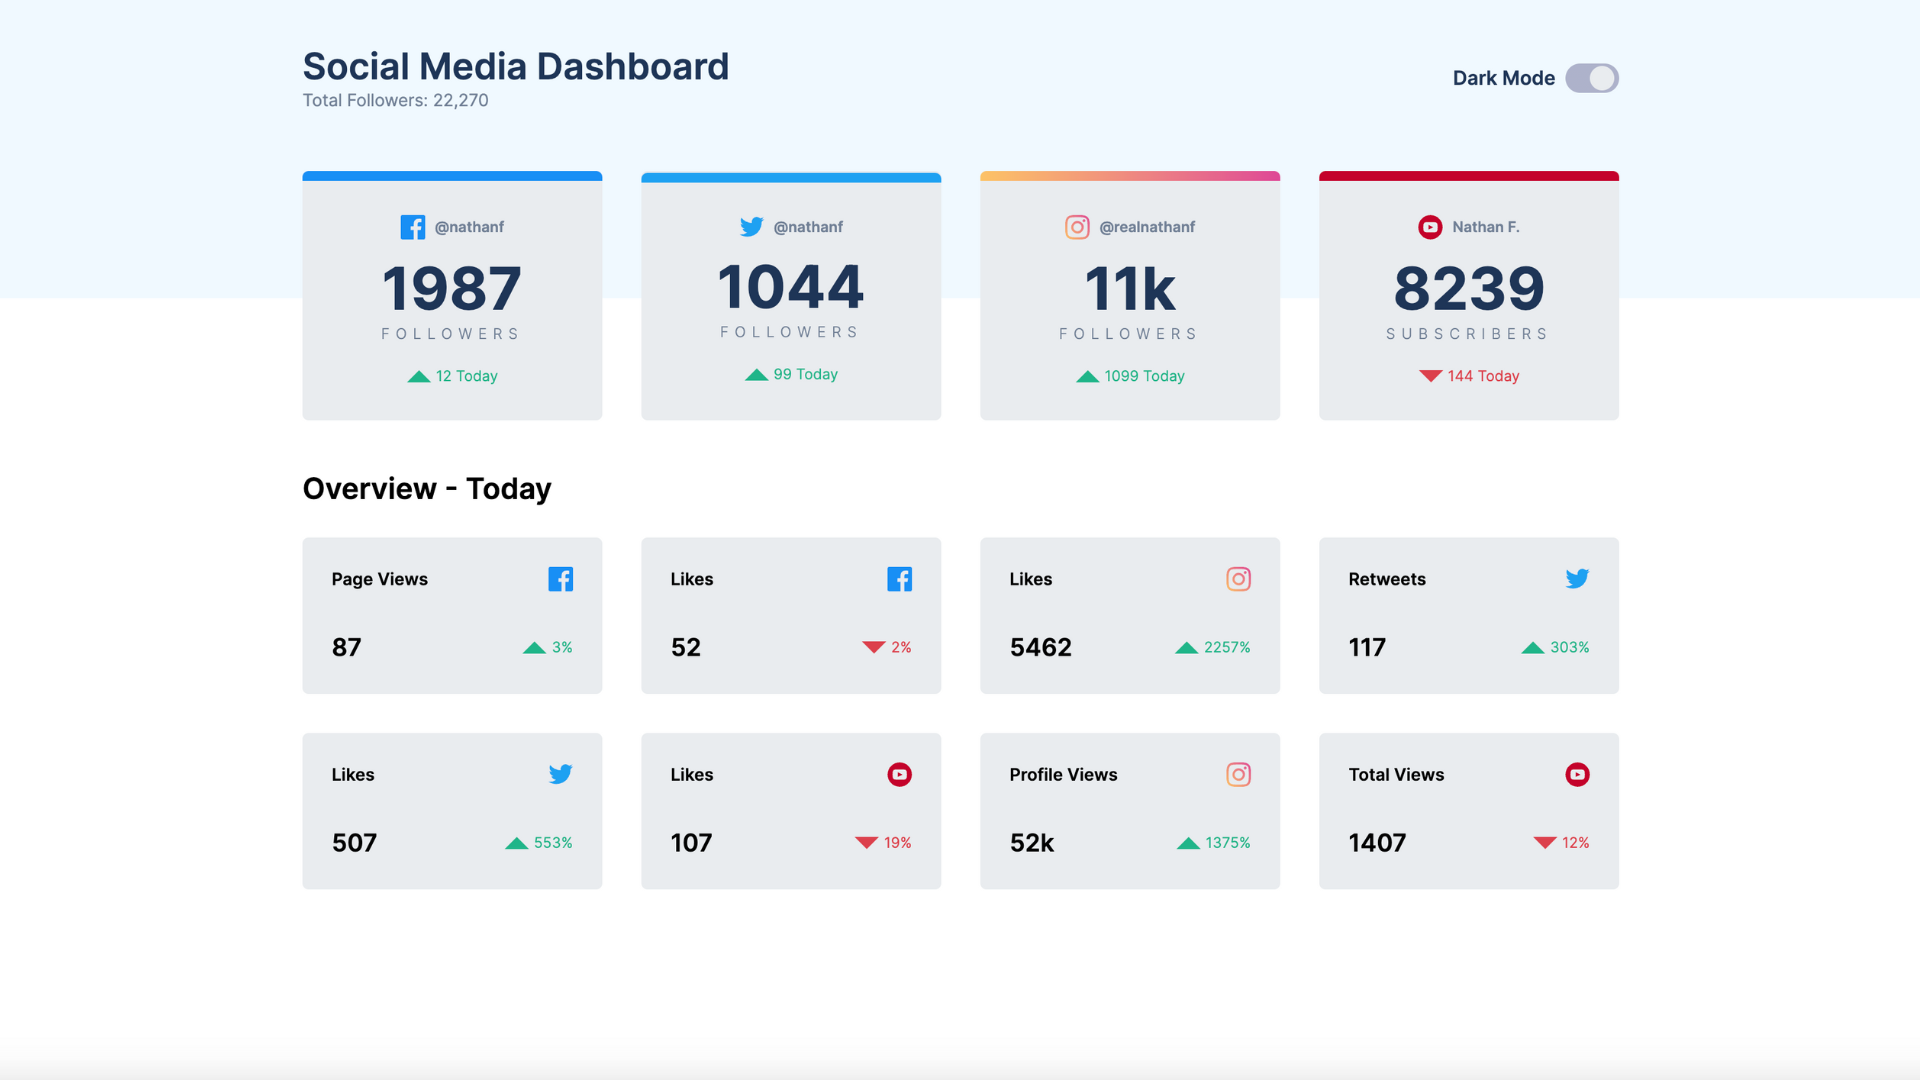 Social Media Dashboard
Total Followers: 22,270
Dark Mode
@nathanf
1987
FOLLOWERS
12 Today
@nathanf
1044
FOLLOWERS
99 Today
@realnathanf
11k
FOLLOWERS
1099 Today
Nathan F.
8239
SUBSCRIBERS
144 Today
Overview - Today
Page Views
87
3%
Likes
52
2%
Likes
5462
2257%
Retweets
117
303%
Likes
507
553%
Likes
107
19%
Profile Views
52k
1375%
Total Views
1407
12%